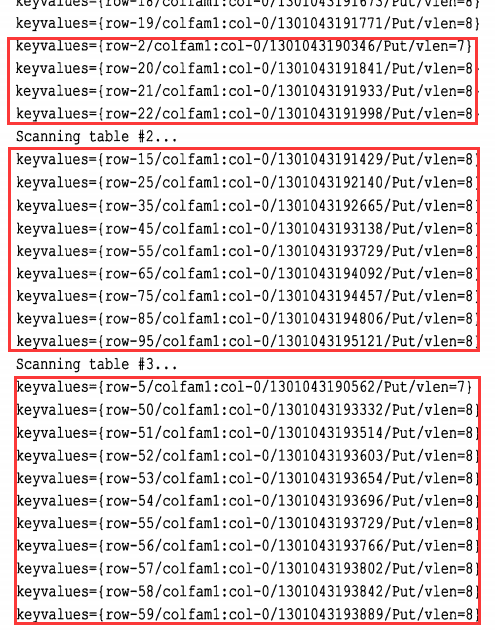 keyvalues={row-18/colfam1:col-0/1301043191673/Put/vlen=8}
keyvalues={row-19/colfam1:col-0/1301043191771/Put/vlen=8}
keyvalues={row-2/colfam1:col-0/1301043190346/Put/vlen=7}
keyvalues={row-20/colfam1:col-0/1301043191841/Put/vlen=8
keyvalues={row-21/colfam1:col-0/1301043191933/Put/vlen=8
keyvalues={row-22/colfam1:col-0/1301043191998/Put/vlen=8
Scanning table #2...
keyvalues={row-15/colfam1:col-0/1301043191429/Put/vlen=8}
keyvalues={row-25/colfam1:col-0/1301043192140/Put/vlen=8}
keyvalues={row-35/colfam1:col-0/1301043192665/Put/vlen=8}
keyvalues={row-45/colfam1:col-0/1301043193138/Put/vlen=8}
keyvalues={row-55/colfam1:col-0/1301043193729/Put/vlen=8}
keyvalues={row-65/colfam1:col-0/1301043194092/Put/vlen=8}
keyvalues={row-75/colfam1:col-0/1301043194457/Put/vlen=8}
keyvalues={row-85/colfam1:col-0/1301043194806/Put/vlen=8}
keyvalues={row-95/colfam1:col-0/1301043195121/Put/vlen=8}
Scanning table #3...
keyvalues={row-5/colfam1:col-0/1301043190562/Put/vlen=7}
keyvalues={row-50/colfam1:col-0/1301043193332/Put/vlen=8}
keyvalues={row-51/colfam1:col-0/1301043193514/Put/vlen=8}
keyvalues={row-52/colfam1:col-0/1301043193603/Put/vlen=8}
keyvalues={row-53/colfam1:col-0/1301043193654/Put/vlen=8}
keyvalues={row-54/colfam1:col-0/1301043193696/Put/vlen=8}
keyvalues={row-55/colfam1:col-0/1301043193729/Put/vlen=8}
keyvalues={row-56/colfam1:col-0/1301043193766/Put/vlen=8}
keyvalues={row-57/colfam1:col-0/1301043193802/Put/vlen=8}
keyvalues={row-58/colfam1:col-0/1301043193842/Put/vlen=8}
keyvalues={row-59/colfam1:col-0/1301043193889/Put/vlen=8}